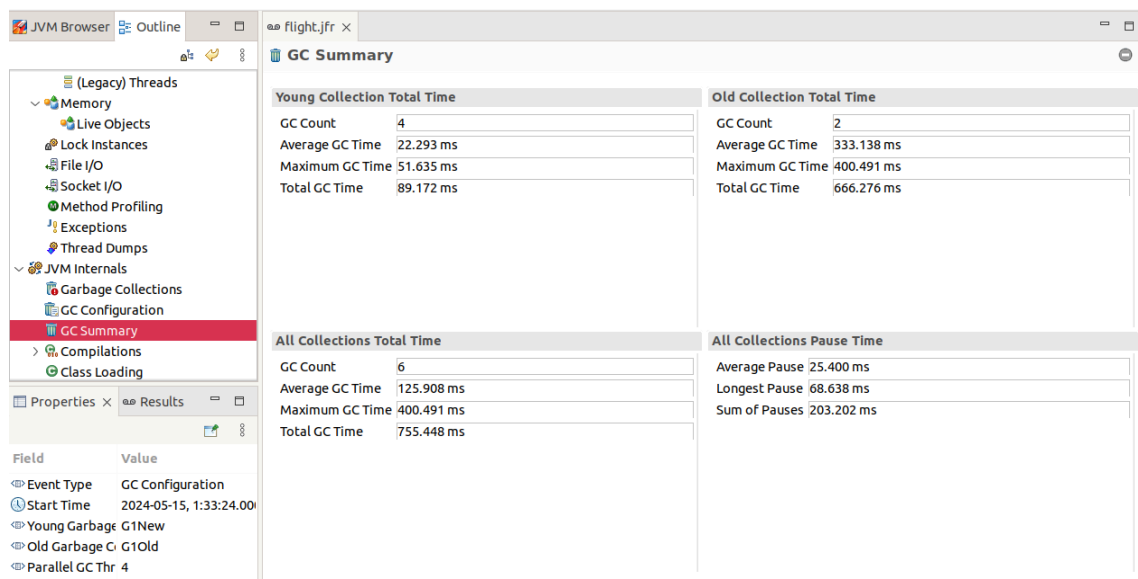 JVM Browser Outline
(Legacy) Threads
Memory
Live Objects
Lock Instances
File I/O
Socket I/O
Method Profiling
Exceptions
Thread Dumps
JVM Internals
Garbage Collections
GC Configuration
GC Summary
Compilations
Class Loading
Properties Results
Field Value
Event Type GC Configuration
Start Time 2024-05-15, 1:33:24.00
Young Garbage G1New
Old Garbage C G1Old
Parallel GC Thr 4
flight.jfr
GC Summary
Young Collection Total Time
GC Count 4
Average GC Time 22.293 ms
Maximum GC Time 51.635 ms
Total GC Time 89.172 ms
Old Collection Total Time
GC Count 2
Average GC Time 333.138 ms
Maximum GC Time 400.491 ms
Total GC Time 666.276 ms
All Collections Total Time
GC Count 6
Average GC Time 125.908 ms
Maximum GC Time 400.491 ms
Total GC Time 755.448 ms
All Collections Pause Time
Average Pause 25.400 ms
Longest Pause 68.638 ms
Sum of Pauses 203.202 ms